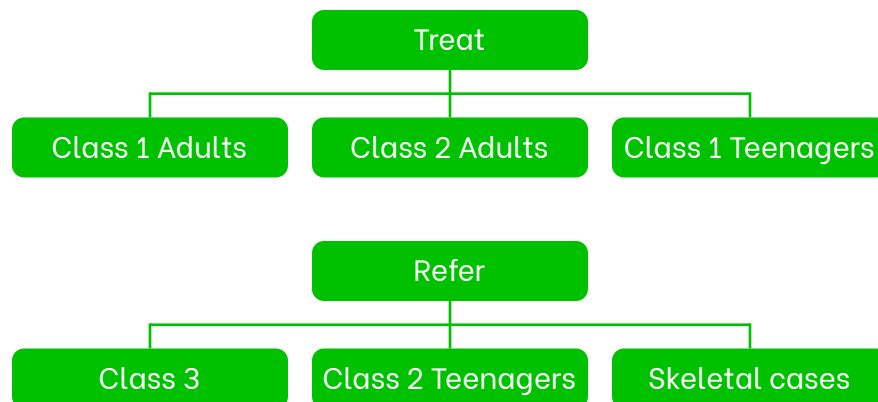 Treat
Class 1 Adults
Class 2 Adults
Class 1 Teenagers
Refer
Class 3
Class 2 Teenagers
Skeletal cases